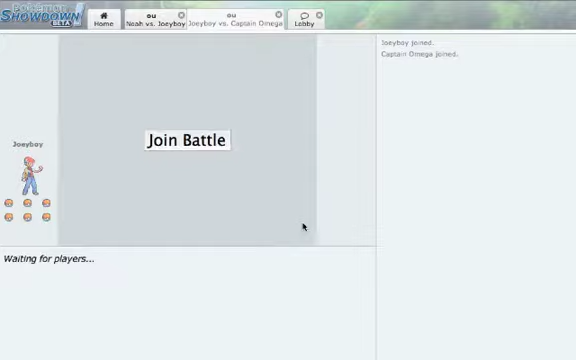 Pokémon
SHOWDOWN
BETA
Home
ou
Noah vs. Joeyboy
ou
Joeyboy vs. Captain Omega
Lobby
Joeyboy joined.
Captain Omega joined.
Join Battle
Joeyboy
Waiting for players...